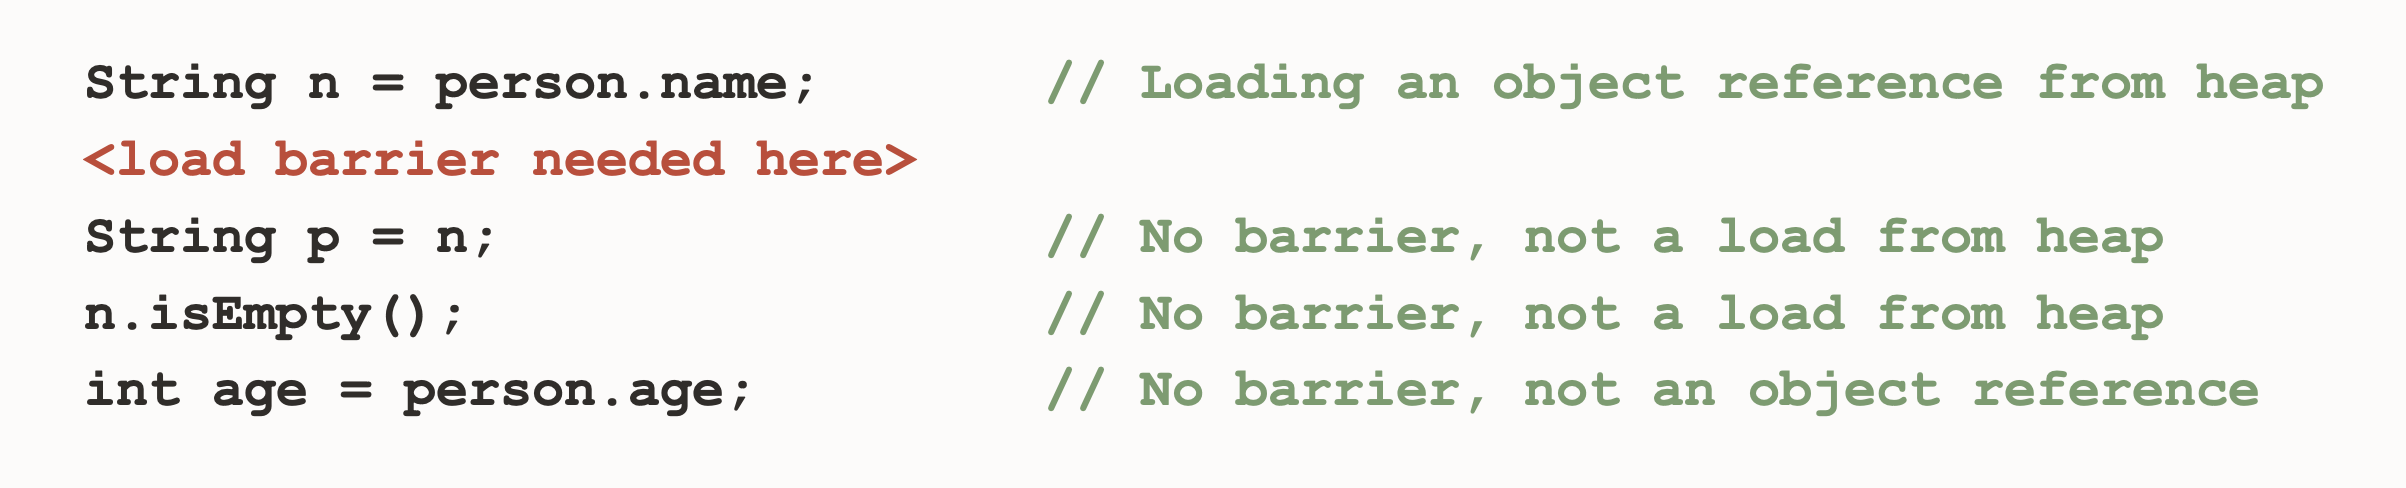 String n = person.name;        // Loading an object reference from heap
<load barrier needed here>
String p = n;                  // No barrier, not a load from heap
n.isEmpty();                   // No barrier, not a load from heap
int age = person.age;          // No barrier, not an object reference